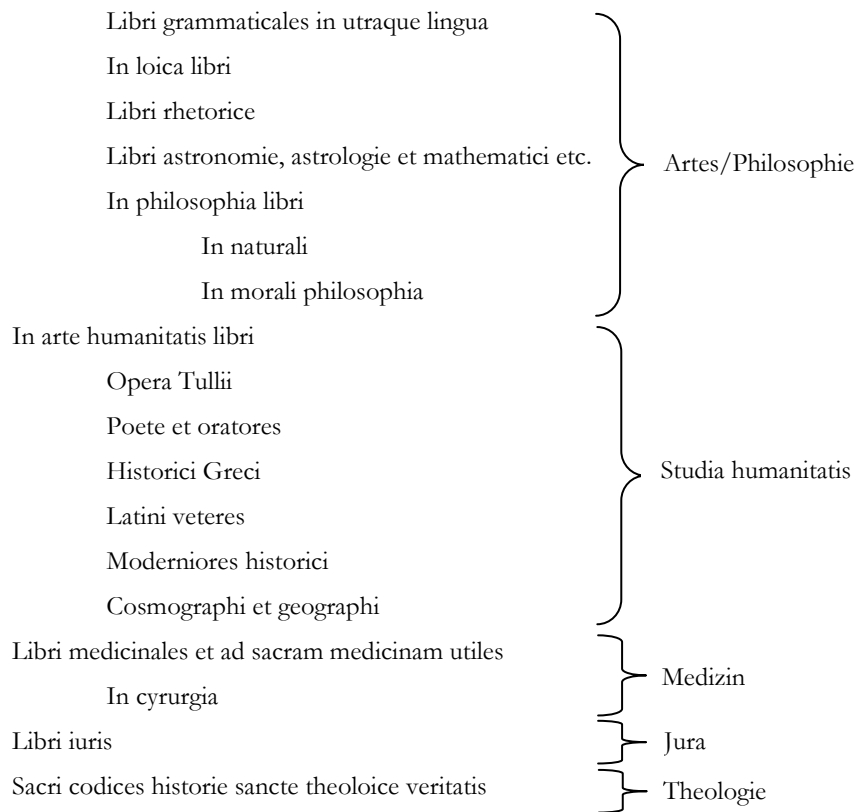 Libri grammaticales in utraque lingua
In loica libri
Libri rhetorice
Libri astronomie, astrologie et mathematici etc.
Artes/Philosophie
In philosophia libri
In naturali
In morali philosophia
In arte humanitatis libri
Opera Tullii
Poete et oratores
Historici Greci
Studia humanitatis
Latini veteres
Moderniores historici
Cosmographi et geographi
Libri medicinales et ad sacram medicinam utiles
Medizin
In cyrurgia
Libri iuris
Jura
Sacri codices historie sancte theoloice veritatis
Theologie